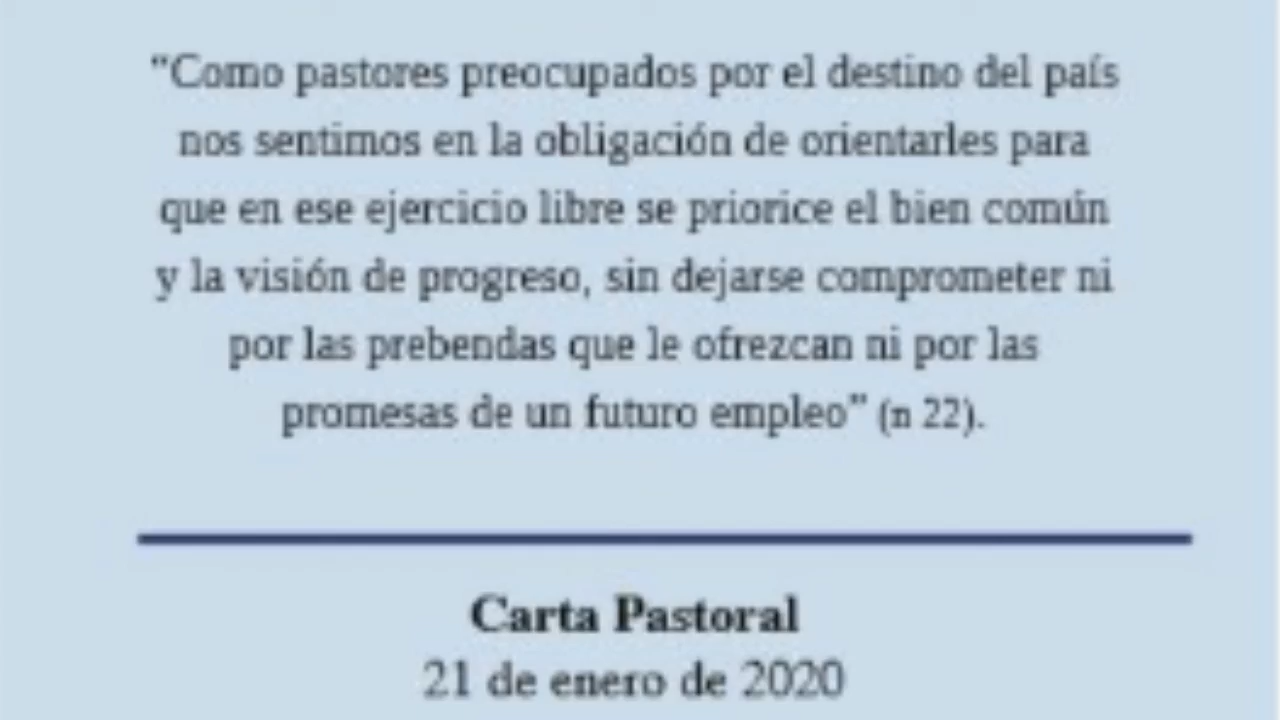 "Como pastores preocupados por el destino del país
nos sentimos en la obligación de orientarles para
que en ese ejercicio libre se priorice el bien común
y la visión de progreso, sin dejarse comprometer ni
por las prebendas que le ofrezcan ni por las
promesas de un futuro empleo” (n 22).
Carta Pastoral
21 de enero de 2020